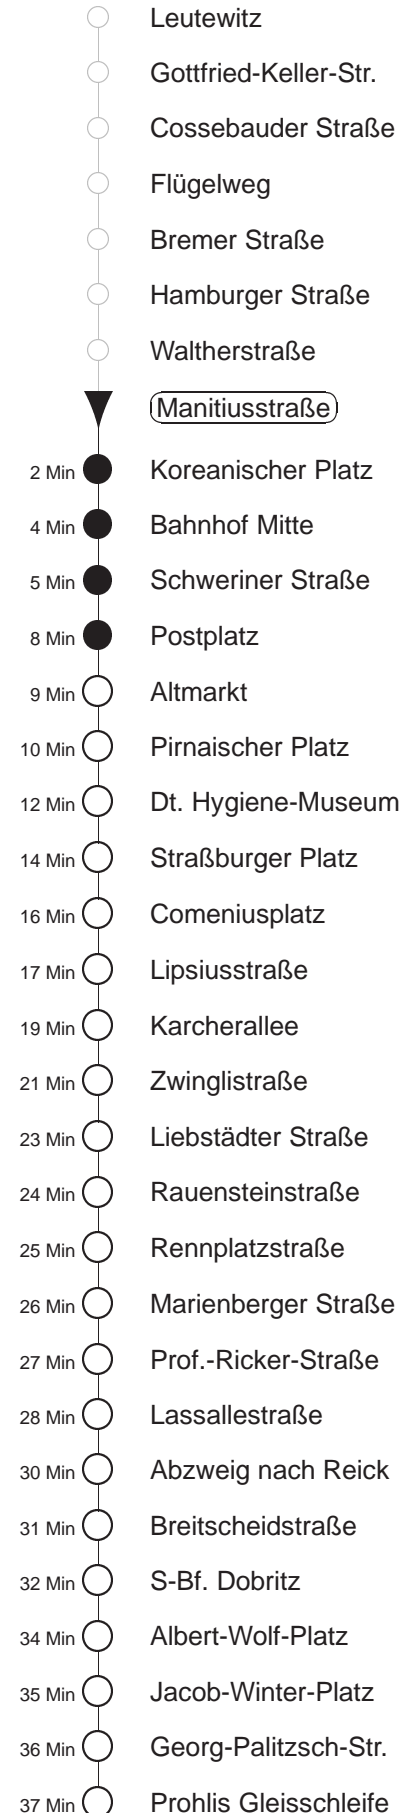 Leutewitz
Gottfried-Keller-Str.
Cossebauder Straße
Flügelweg
Bremer Straße
Hamburger Straße
Waltherstraße
Manitiusstraße
2 Min Koreanischer Platz
4 Min Bahnhof Mitte
5 Min Schweriner Straße
8 Min Postplatz
9 Min Altmarkt
10 Min Pirnaischer Platz
12 Min Dt. Hygiene-Museum
14 Min Straßburger Platz
16 Min Comeniusplatz
17 Min Lipsiusstraße
19 Min Karcherallee
21 Min Zwinglistraße
23 Min Liebstädter Straße
24 Min Rauensteinstraße
25 Min Rennplatzstraße
26 Min Marienberger Straße
27 Min Prof.-Ricker-Straße
28 Min Lassallestraße
30 Min Abzweig nach Reick
31 Min Breitscheidstraße
32 Min S-Bf. Dobritz
34 Min Albert-Wolf-Platz
35 Min Jacob-Winter-Platz
36 Min Georg-Palitzsch-Str.
37 Min Prohlis Gleisschleife